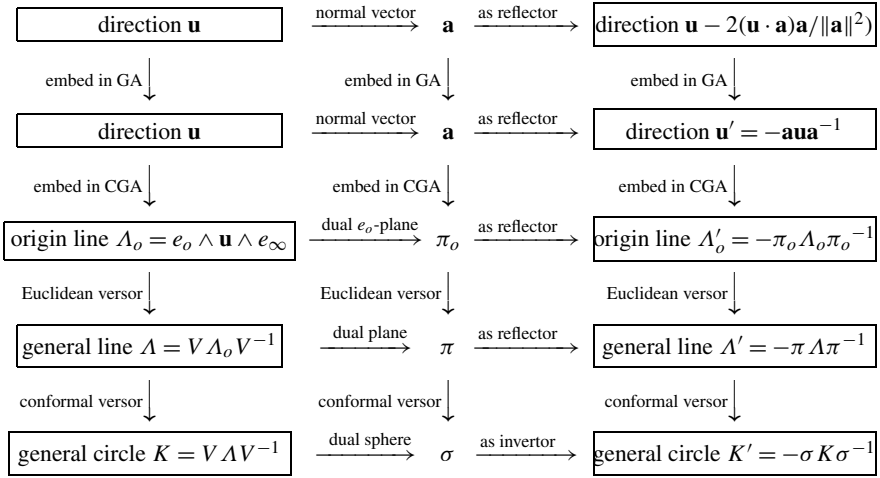 direction u normal vector a as reflector direction u − 2(u · a)a/‖a‖²)
embed in GA embed in GA embed in GA
direction u normal vector a as reflector direction u′ = −aua⁻¹
embed in CGA embed in CGA embed in CGA
origin line Λₒ = eₒ ∧ u ∧ e∞ dual eₒ-plane πₒ as reflector origin line Λ′ₒ = −πₒΛₒπₒ⁻¹
Euclidean versor Euclidean versor Euclidean versor
general line Λ = VΛₒV⁻¹ dual plane π as reflector general line Λ′ = −πΛπ⁻¹
conformal versor conformal versor conformal versor
general circle K = VΛV⁻¹ dual sphere σ as invertor general circle K′ = −σKσ⁻¹